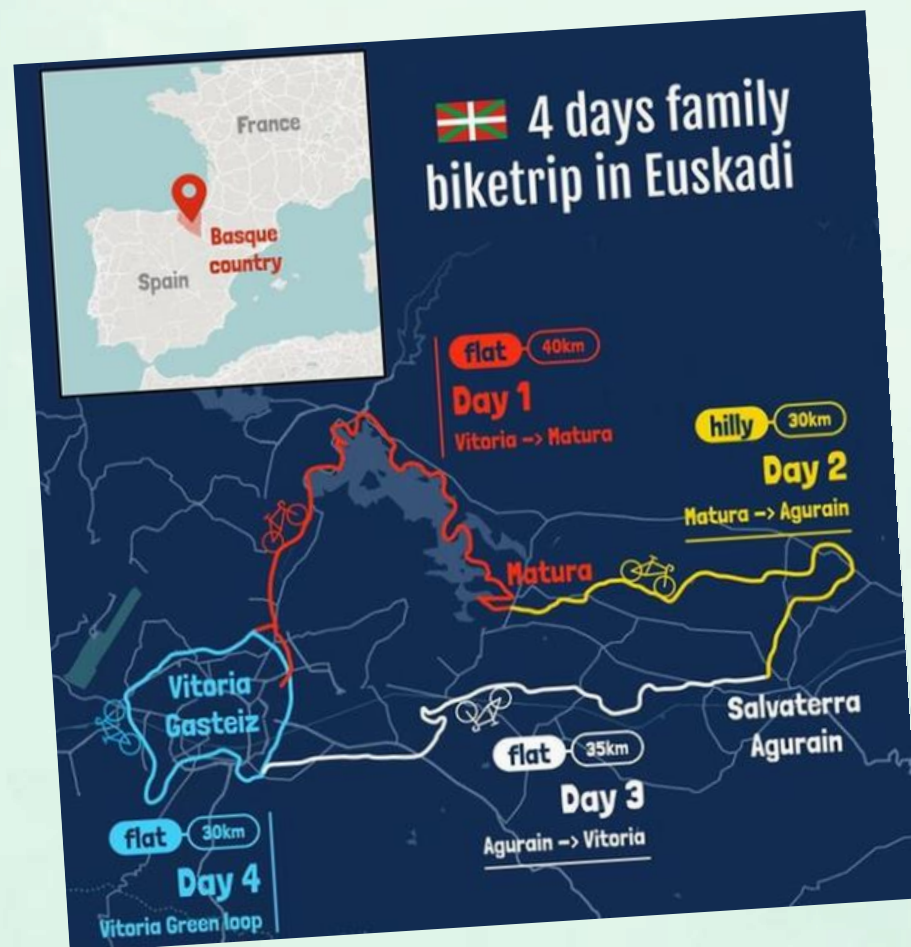 France
Basque
country
Spain
4 days family
biketrip in Euskadi
flat 40km
Day 1
Vitoria -> Matura
hilly 30km
Day 2
Matura -> Agurain
Matura
Vitoria
Gasteiz
Salvaterra
Agurain
flat 35km
Day 3
Agurain -> Vitoria
flat 30km
Day 4
Vitoria Green loop